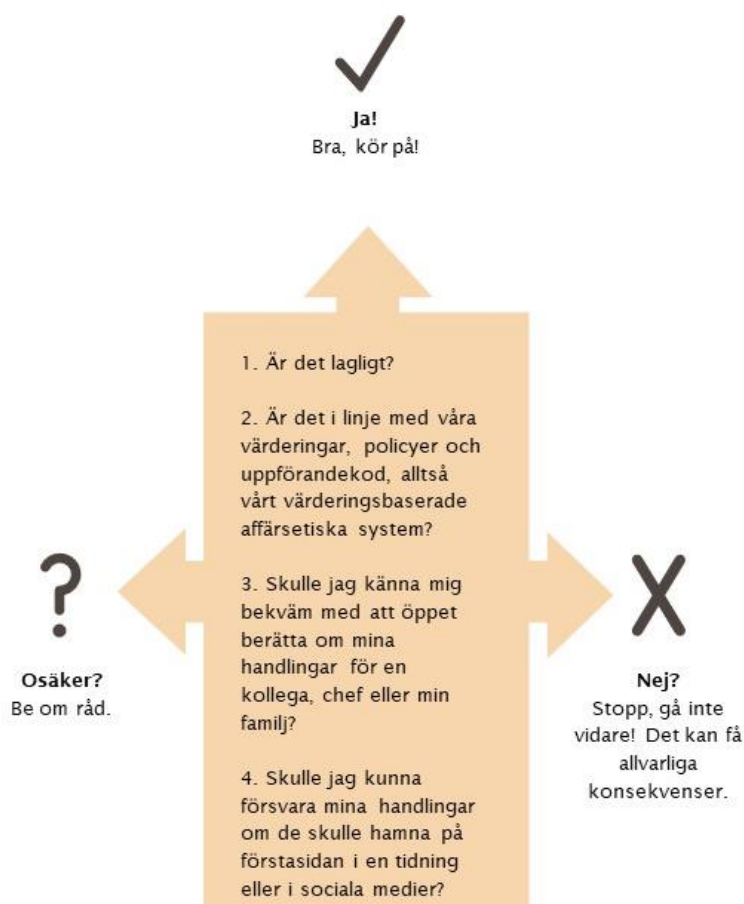 Ja!
Bra, kör på!
1. Är det lagligt?
2. Är det i linje med våra
värderingar, policyer och
uppförandekod, alltså
vårt värderingsbaserade
affärsetiska system?
3. Skulle jag känna mig
bekväm med att öppet
berätta om mina
handlingar för en
kollega, chef eller min
familj?
4. Skulle jag kunna
försvara mina handlingar
om de skulle hamna på
förstasidan i en tidning
eller i sociala medier?
?
Osäker?
Be om råd.
X
Nej?
Stopp, gå inte
vidare! Det kan få
allvarliga
konsekvenser.